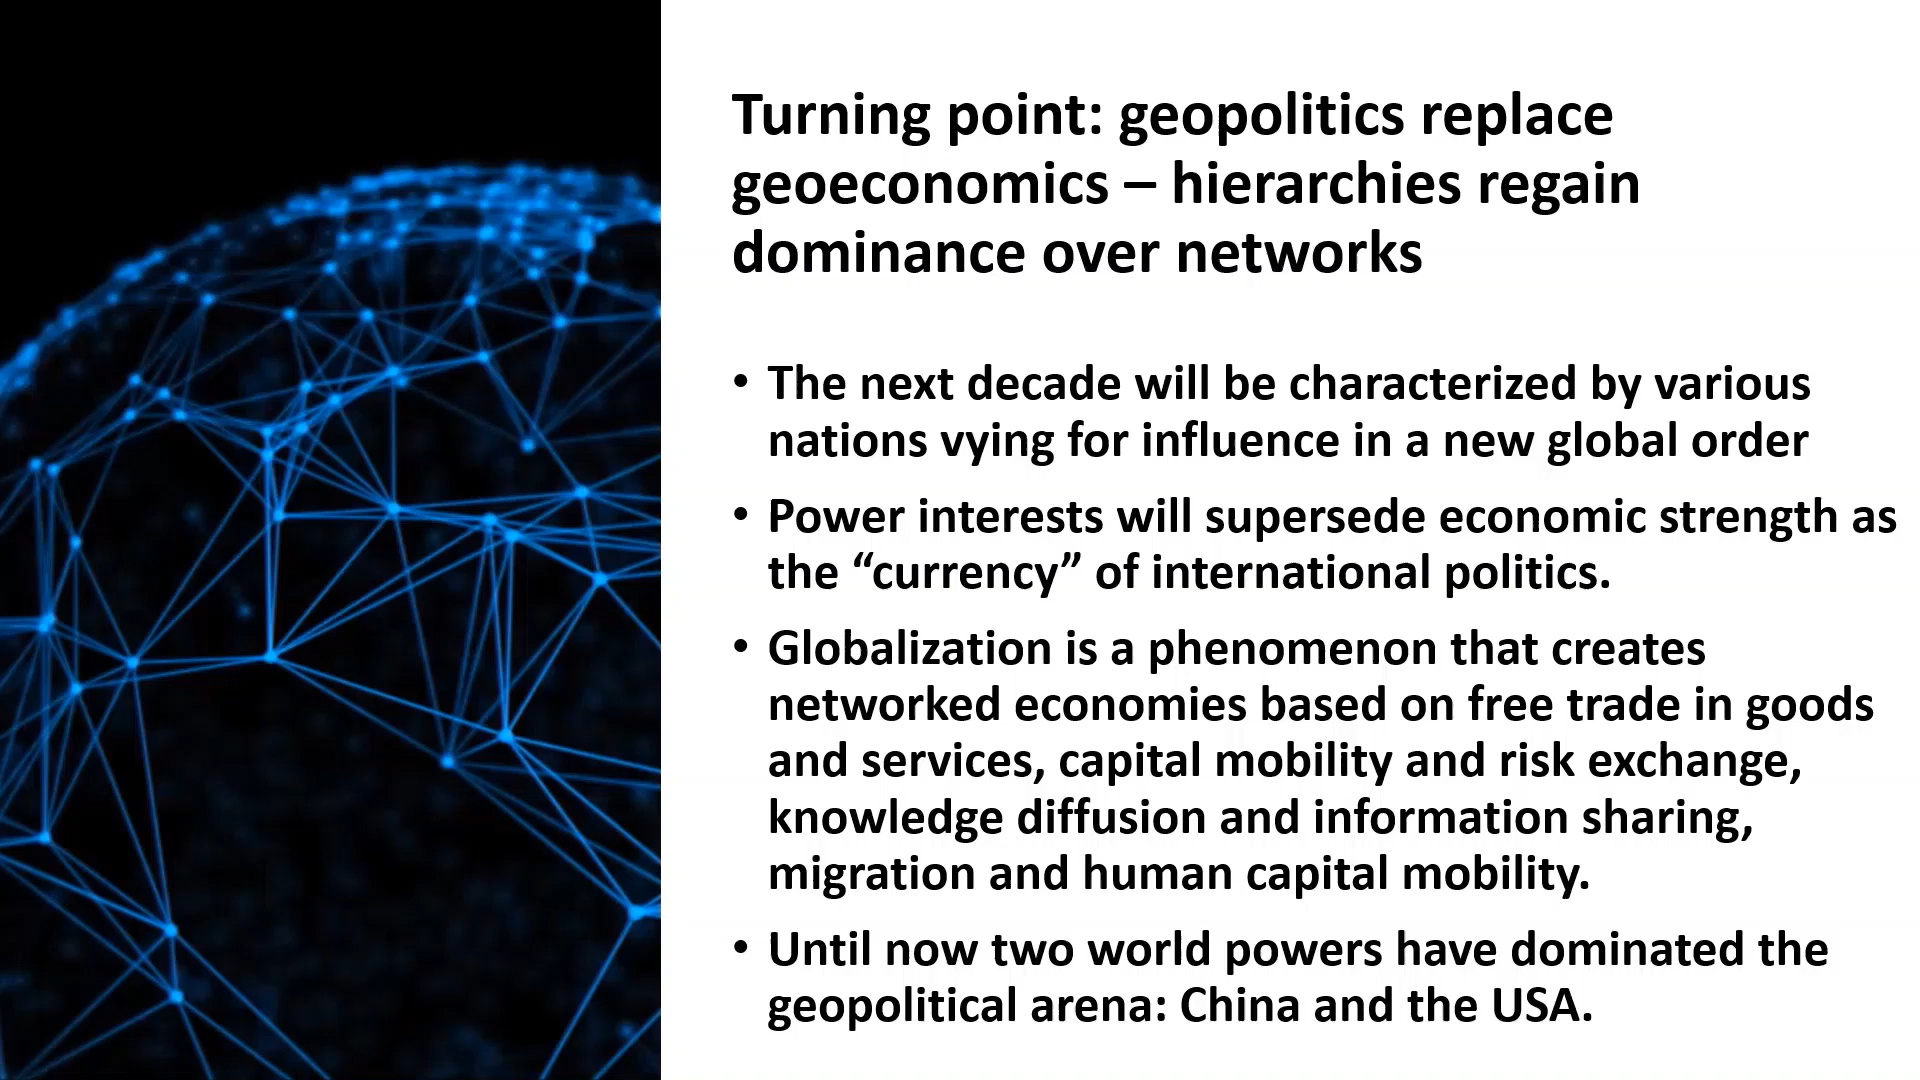 Turning point: geopolitics replace
geoeconomics – hierarchies regain
dominance over networks
• The next decade will be characterized by various
nations vying for influence in a new global order
• Power interests will supersede economic strength as
the “currency” of international politics.
• Globalization is a phenomenon that creates
networked economies based on free trade in goods
and services, capital mobility and risk exchange,
knowledge diffusion and information sharing,
migration and human capital mobility.
• Until now two world powers have dominated the
geopolitical arena: China and the USA.